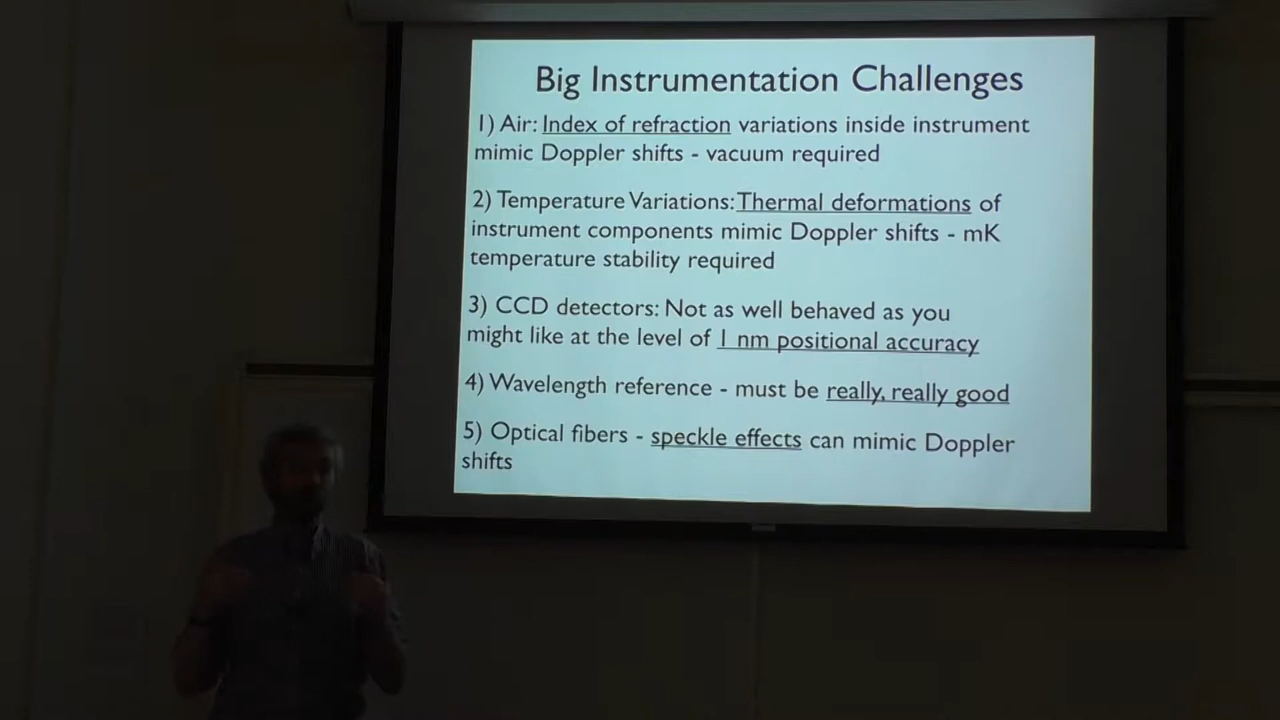 Big Instrumentation Challenges
1) Air: Index of refraction variations inside instrument
mimic Doppler shifts - vacuum required
2) Temperature Variations: Thermal deformations of
instrument components mimic Doppler shifts - mK
temperature stability required
3) CCD detectors: Not as well behaved as you
might like at the level of 1 nm positional accuracy
4) Wavelength reference - must be really, really good
5) Optical fibers - speckle effects can mimic Doppler
shifts